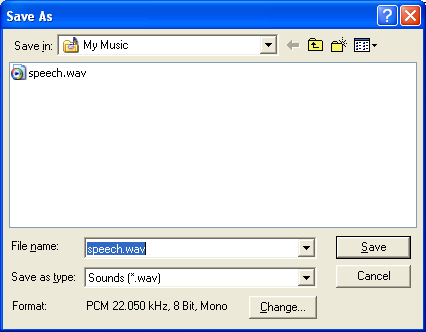 Save As
Save in: My Music
speech.wav
File name: speech.wav Save
Save as type: Sounds (*.wav) Cancel
Format: PCM 22.050 kHz, 8 Bit, Mono Change...